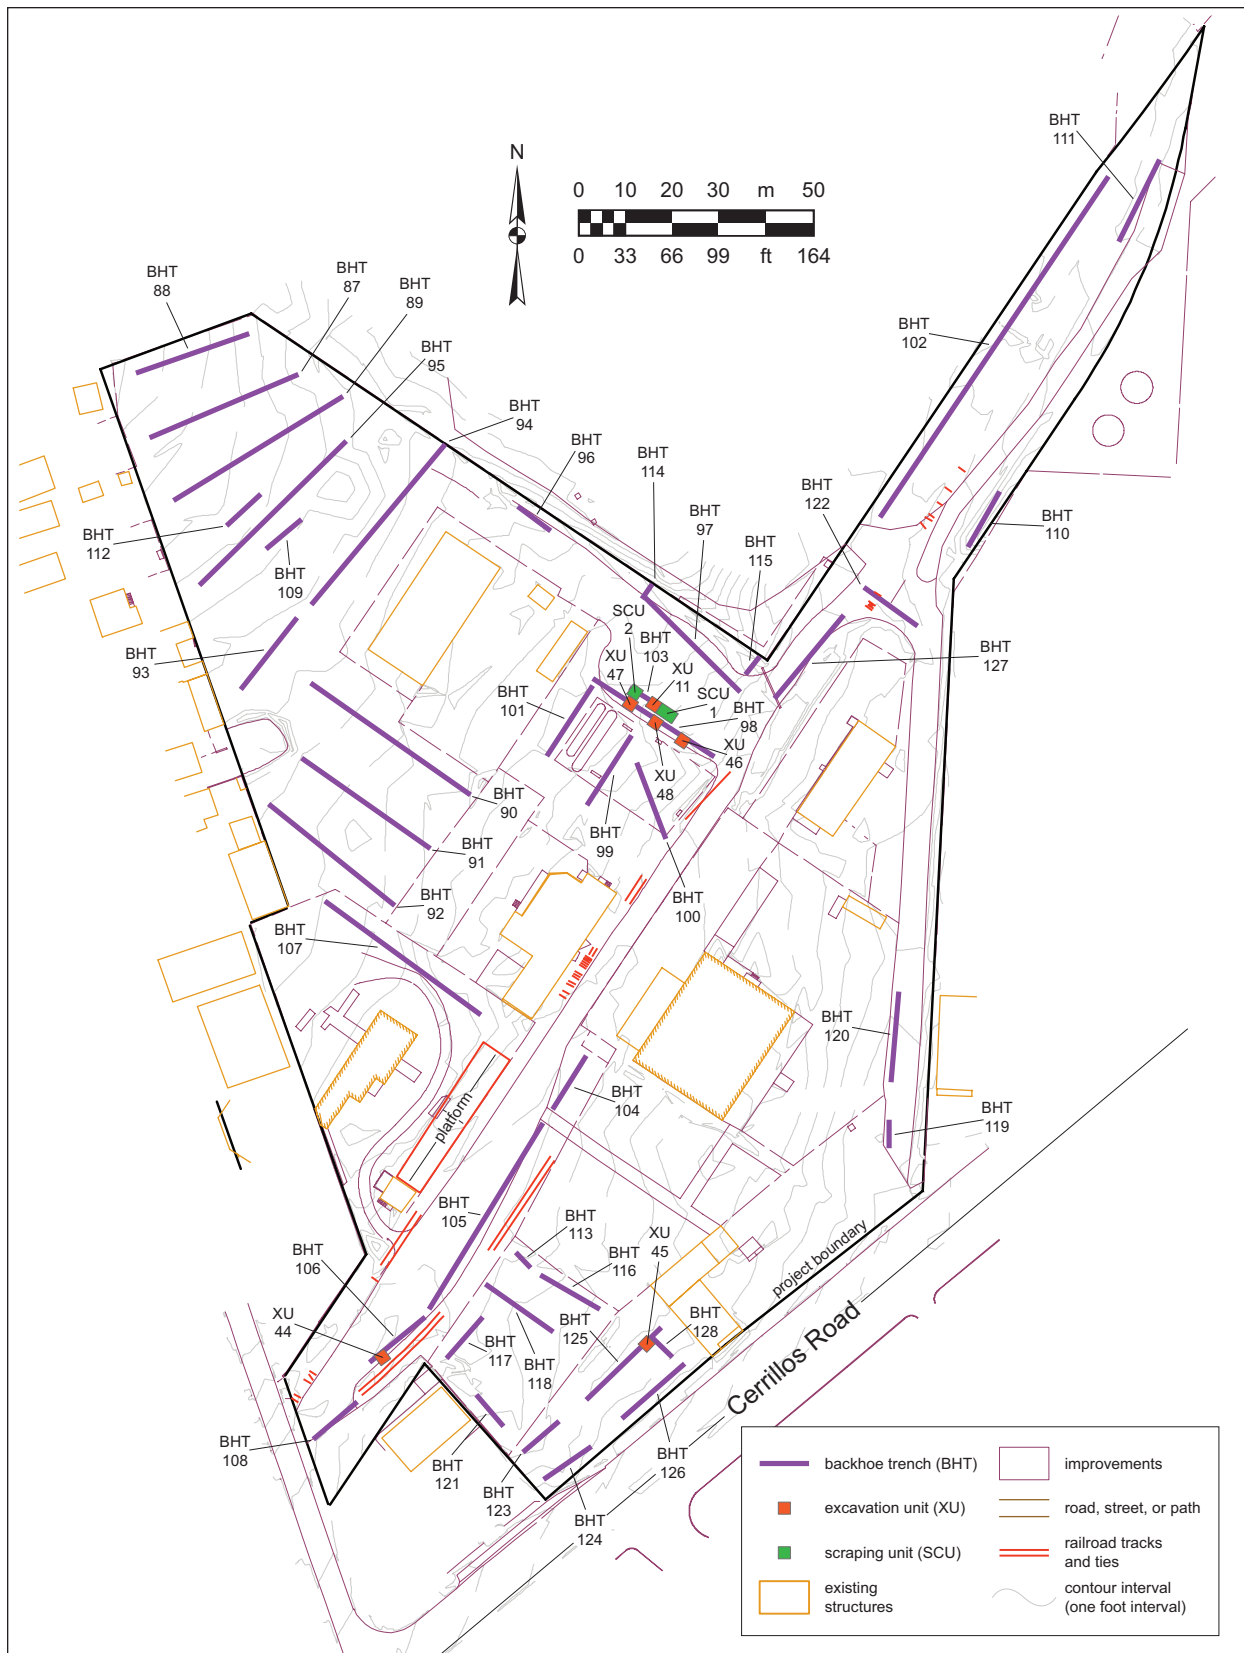 BHT
111
N
0 10 20 30 m 50
0 33 66 99 ft 164
BHT
88
BHT
87
BHT
89
BHT
95
BHT
102
BHT
94
BHT
96
BHT
114
BHT
97
BHT
122
BHT
115
BHT
110
BHT
112
BHT
109
BHT
93
SCU
2
BHT
103
XU
47
XU
11
SCU
1
BHT
127
BHT
101
BHT
98
XU
46
XU
48
BHT
90
BHT
99
BHT
91
BHT
92
BHT
100
BHT
107
BHT
120
BHT
104
platform
BHT
119
BHT
105
BHT
113
XU
45
BHT
116
project boundary
BHT
106
XU
44
BHT
125
BHT
128
BHT
117
BHT
118
Cerrillos Road
BHT
108
BHT
121
BHT
123
BHT
126
BHT
124
backhoe trench (BHT)
improvements
excavation unit (XU)
road, street, or path
scraping unit (SCU)
railroad tracks
and ties
existing
structures
contour interval
(one foot interval)